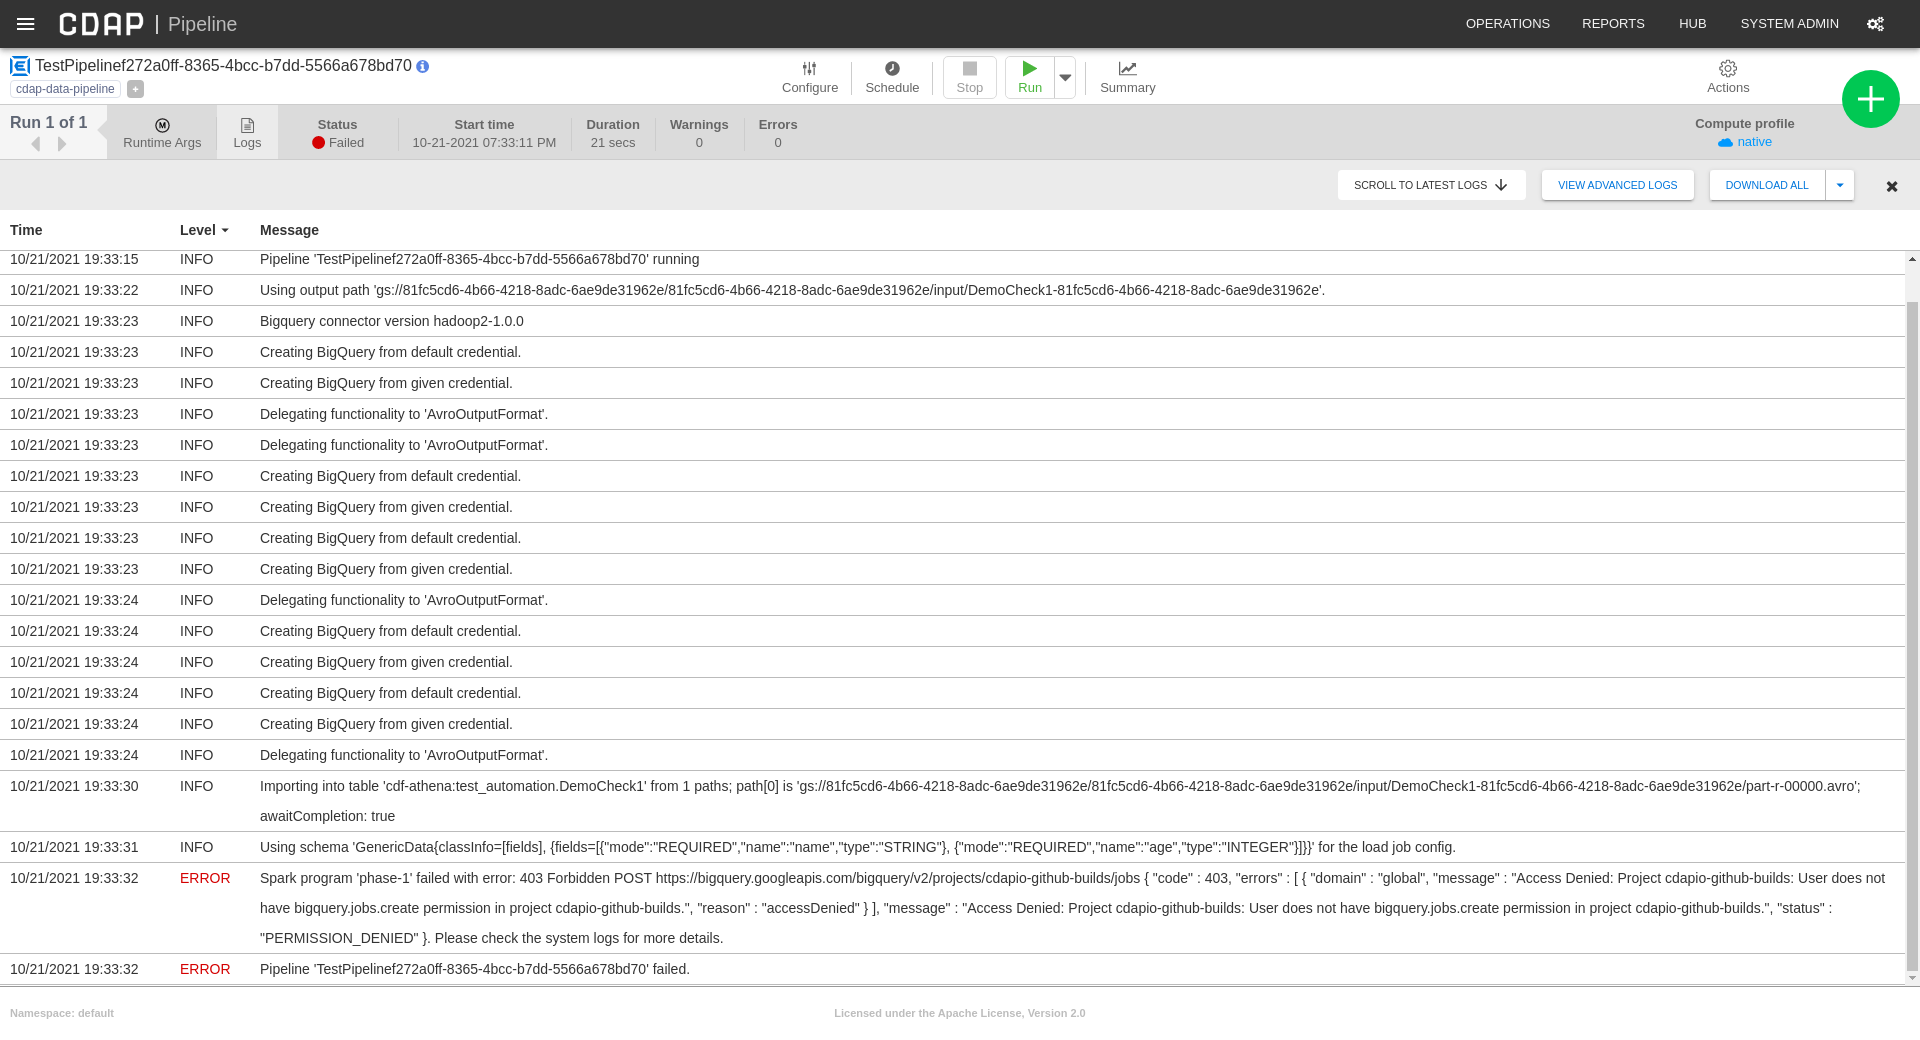 CDAP | Pipeline
OPERATIONS REPORTS HUB SYSTEM ADMIN
TestPipelinef272a0ff-8365-4bcc-b7dd-5566a678bd70
cdap-data-pipeline +
Configure Schedule Stop Run Summary Actions
Run 1 of 1
Runtime Args
Logs
Status
Failed
Start time
10-21-2021 07:33:11 PM
Duration
21 secs
Warnings
0
Errors
0
Compute profile
native
SCROLL TO LATEST LOGS VIEW ADVANCED LOGS DOWNLOAD ALL
Time Level Message
10/21/2021 19:33:15 INFO Pipeline 'TestPipelinef272a0ff-8365-4bcc-b7dd-5566a678bd70' running
10/21/2021 19:33:22 INFO Using output path 'gs://81fc5cd6-4b66-4218-8adc-6ae9de31962e/81fc5cd6-4b66-4218-8adc-6ae9de31962e/input/DemoCheck1-81fc5cd6-4b66-4218-8adc-6ae9de31962e'.
10/21/2021 19:33:23 INFO Bigquery connector version hadoop2-1.0.0
10/21/2021 19:33:23 INFO Creating BigQuery from default credential.
10/21/2021 19:33:23 INFO Creating BigQuery from given credential.
10/21/2021 19:33:23 INFO Delegating functionality to 'AvroOutputFormat'.
10/21/2021 19:33:23 INFO Delegating functionality to 'AvroOutputFormat'.
10/21/2021 19:33:23 INFO Creating BigQuery from default credential.
10/21/2021 19:33:23 INFO Creating BigQuery from given credential.
10/21/2021 19:33:23 INFO Creating BigQuery from default credential.
10/21/2021 19:33:23 INFO Creating BigQuery from given credential.
10/21/2021 19:33:24 INFO Delegating functionality to 'AvroOutputFormat'.
10/21/2021 19:33:24 INFO Creating BigQuery from default credential.
10/21/2021 19:33:24 INFO Creating BigQuery from given credential.
10/21/2021 19:33:24 INFO Creating BigQuery from default credential.
10/21/2021 19:33:24 INFO Creating BigQuery from given credential.
10/21/2021 19:33:24 INFO Delegating functionality to 'AvroOutputFormat'.
10/21/2021 19:33:30 INFO Importing into table 'cdf-athena:test_automation.DemoCheck1' from 1 paths; path[0] is 'gs://81fc5cd6-4b66-4218-8adc-6ae9de31962e/81fc5cd6-4b66-4218-8adc-6ae9de31962e/input/DemoCheck1-81fc5cd6-4b66-4218-8adc-6ae9de31962e/part-r-00000.avro';
awaitCompletion: true
10/21/2021 19:33:31 INFO Using schema 'GenericData{classInfo=[fields], {fields=[{"mode":"REQUIRED","name":"name","type":"STRING"}, {"mode":"REQUIRED","name":"age","type":"INTEGER"}]}}' for the load job config.
10/21/2021 19:33:32 ERROR Spark program 'phase-1' failed with error: 403 Forbidden POST https://bigquery.googleapis.com/bigquery/v2/projects/cdapio-github-builds/jobs { "code" : 403, "errors" : [ { "domain" : "global", "message" : "Access Denied: Project cdapio-github-builds: User does not
have bigquery.jobs.create permission in project cdapio-github-builds.", "reason" : "accessDenied" } ], "message" : "Access Denied: Project cdapio-github-builds: User does not have bigquery.jobs.create permission in project cdapio-github-builds.", "status" :
"PERMISSION_DENIED" }. Please check the system logs for more details.
10/21/2021 19:33:32 ERROR Pipeline 'TestPipelinef272a0ff-8365-4bcc-b7dd-5566a678bd70' failed.
Namespace: default Licensed under the Apache License, Version 2.0